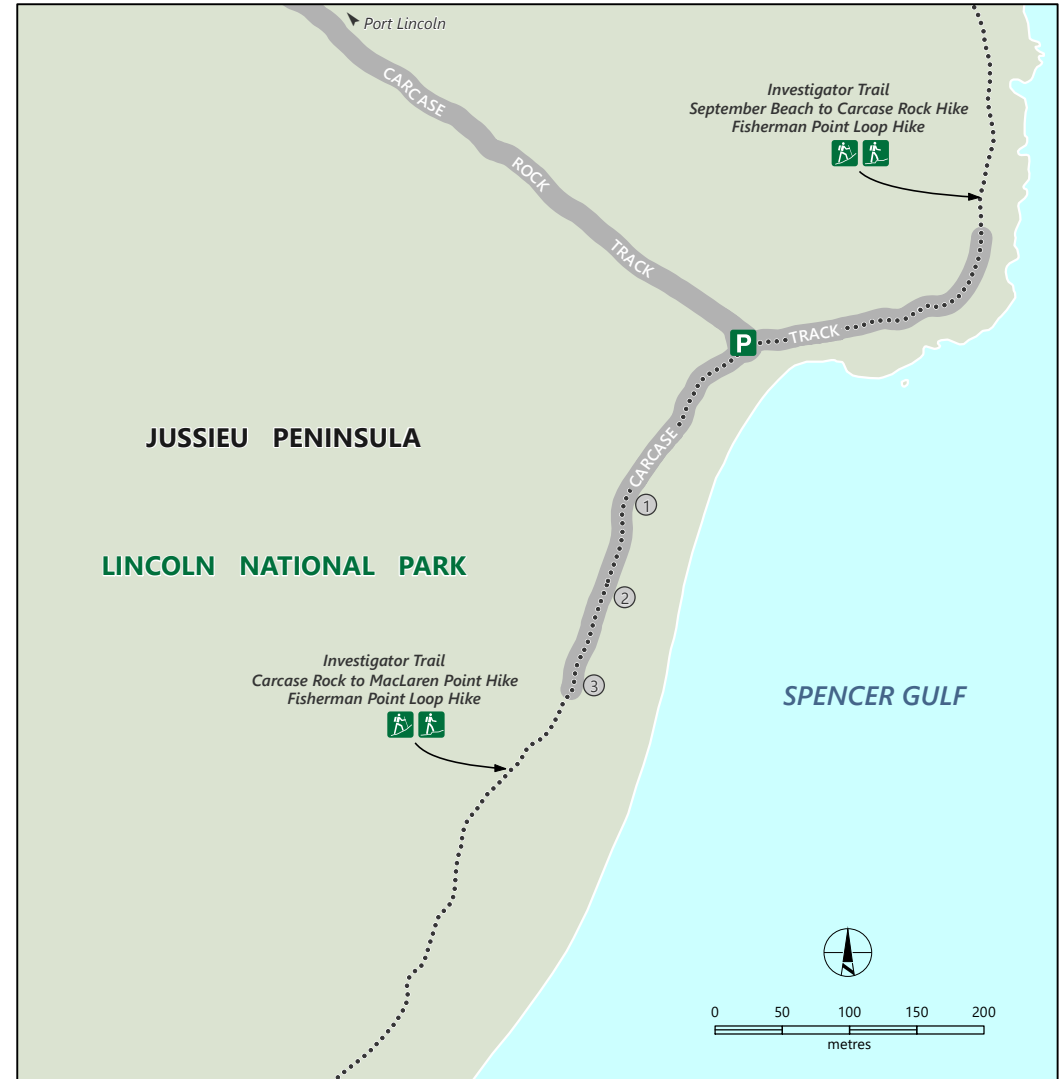 Port Lincoln
CARCASE
ROCK
TRACK
Investigator Trail
September Beach to Carcase Rock Hike
Fisherman Point Loop Hike
P
TRACK
CARCASE
JUSSIEU PENINSULA
LINCOLN NATIONAL PARK
1
2
3
Investigator Trail
Carcase Rock to MacLaren Point Hike
Fisherman Point Loop Hike
SPENCER GULF
N
0 50 100 150 200
metres